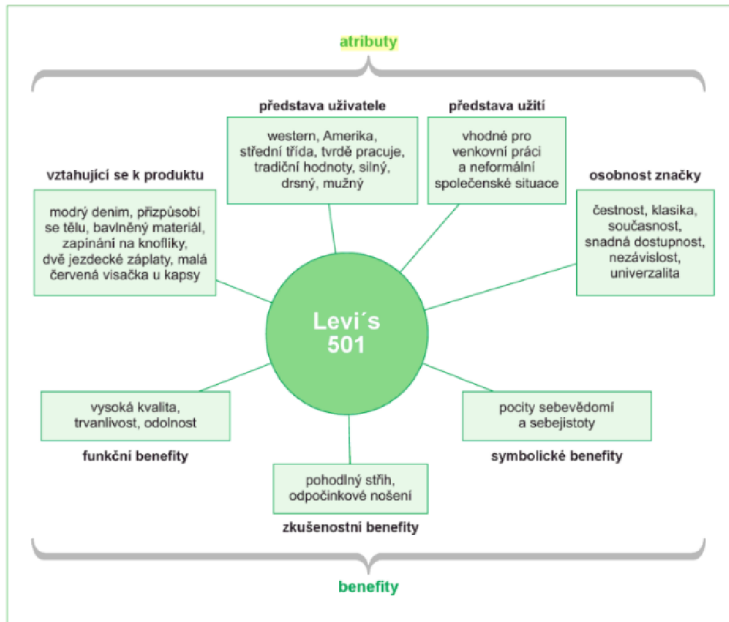 atributy
představa uživatele
western, Amerika,
střední třída, tvrdě pracuje,
tradiční hodnoty, silný,
drsný, mužný
představa užití
vhodné pro
venkovní práci
a neformální
společenské situace
vztahující se k produktu
modrý denim, přizpůsobí
se tělu, bavlněný materiál,
zapínání na knoflíky,
dvě jezdecké záplaty, malá
červená visačka u kapsy
osobnost značky
čestnost, klasika,
současnost,
snadná dostupnost,
nezávislost,
univerzalita
Levi´s
501
vysoká kvalita,
trvanlivost, odolnost
funkční benefity
pohodlný střih,
odpočinkové nošení
zkušenostní benefity
pocity sebevědomí
a sebejistoty
symbolické benefity
benefity